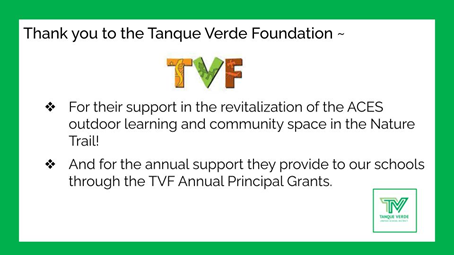 Thank you to the Tanque Verde Foundation ~
TVF
❖ For their support in the revitalization of the ACES
outdoor learning and community space in the Nature
Trail!
❖ And for the annual support they provide to our schools
through the TVF Annual Principal Grants.
TV
TANQUE VERDE